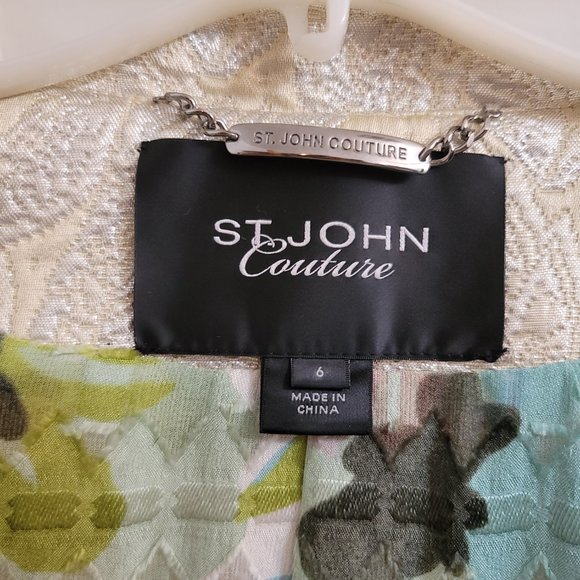 ST. JOHN COUTURE
ST. JOHN
Couture
6
MADE IN
CHINA